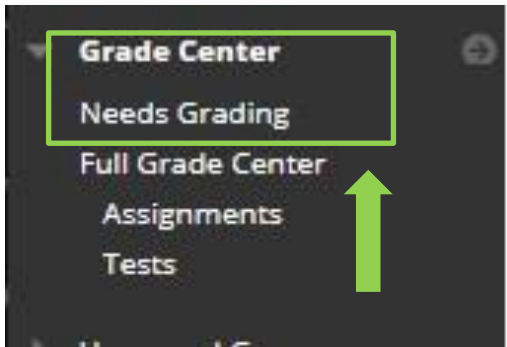 Grade Center
Needs Grading
Full Grade Center
Assignments
Tests